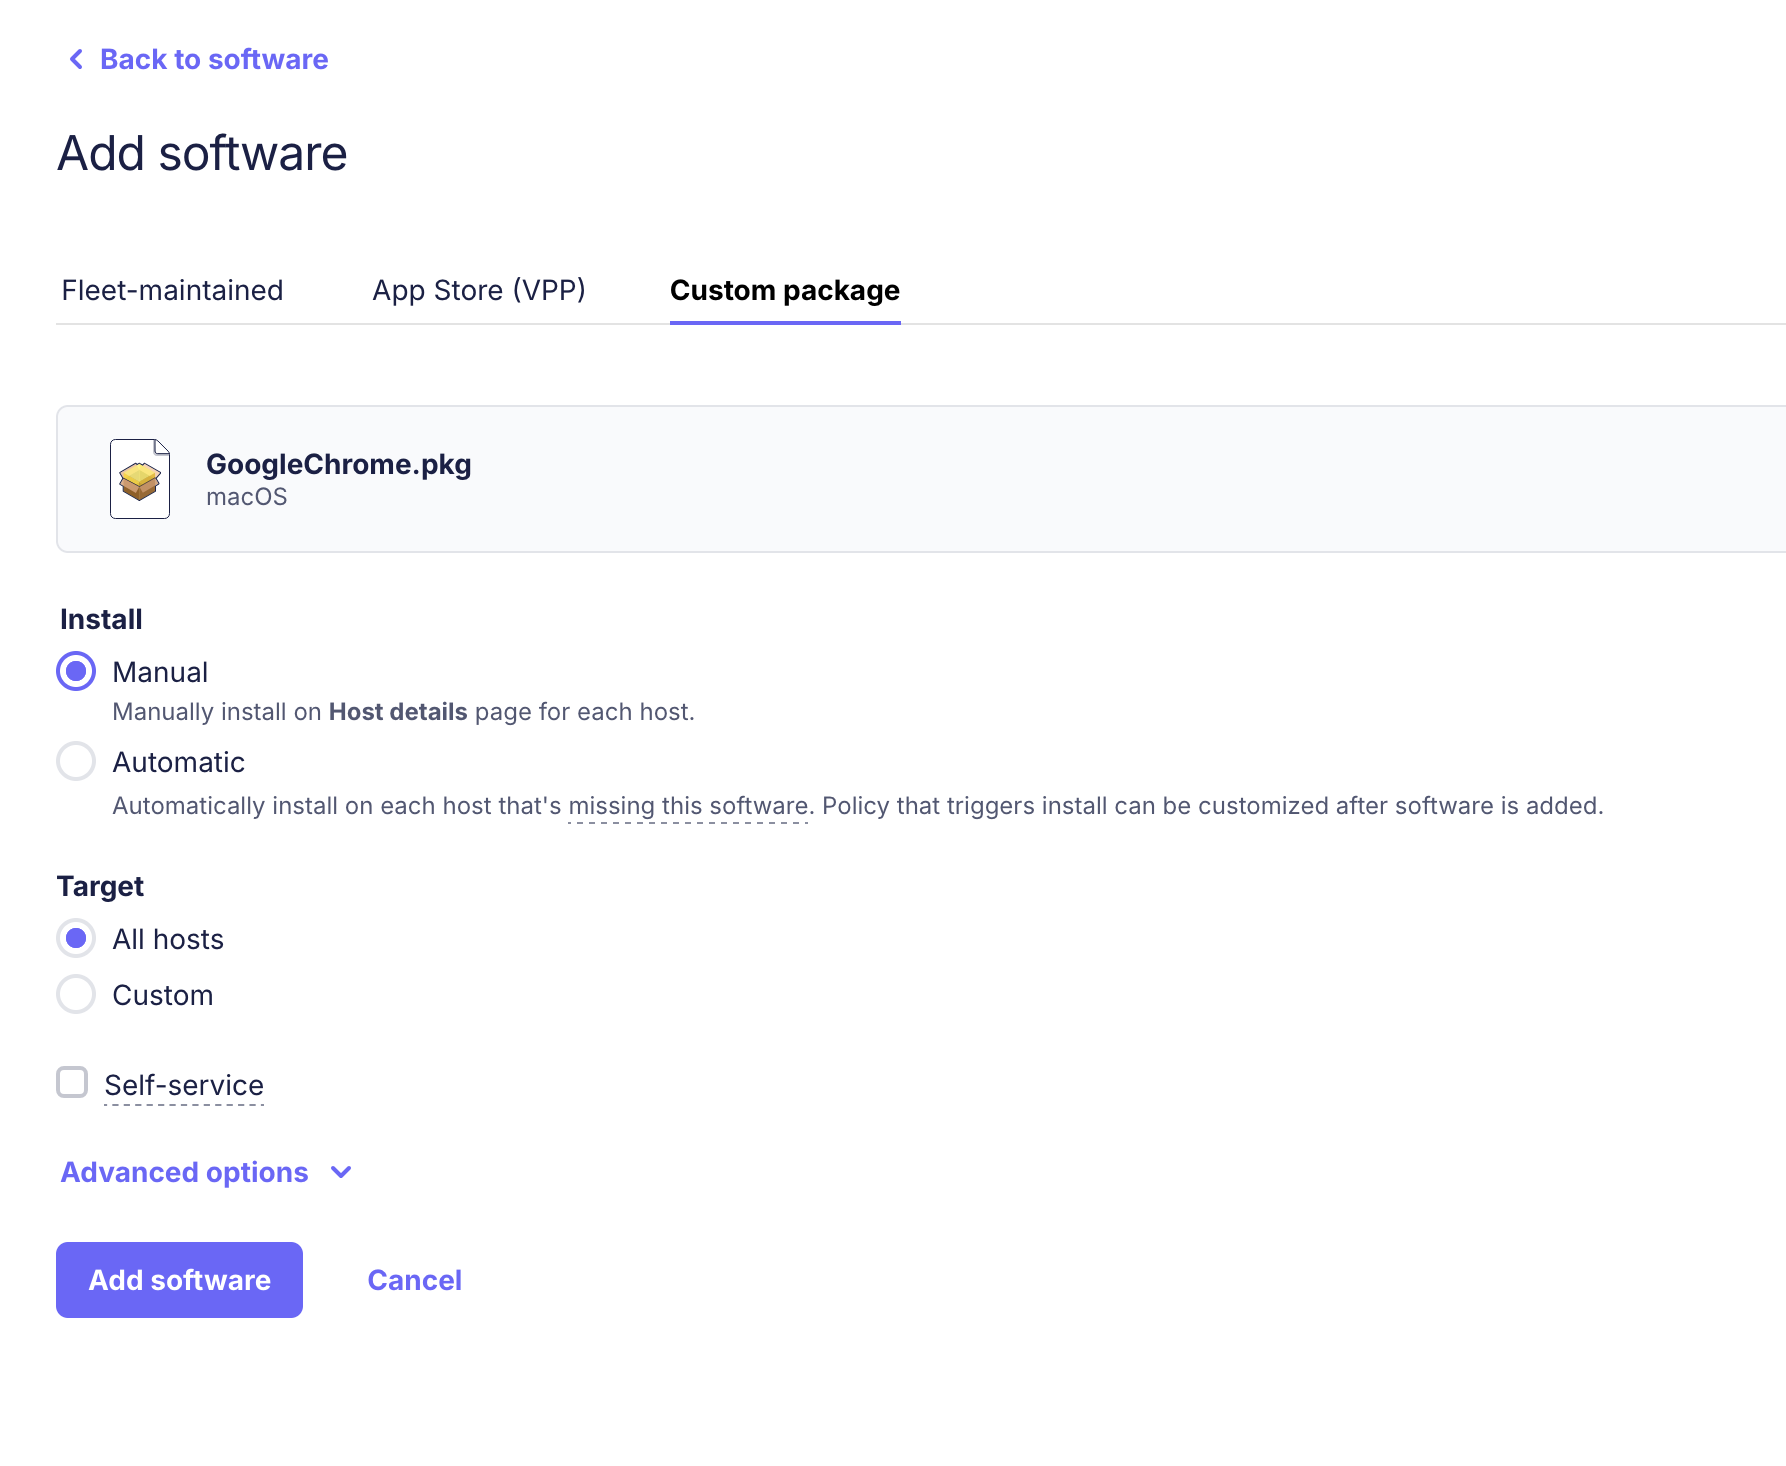 Back to software
Add software
Fleet-maintained App Store (VPP) Custom package
GoogleChrome.pkg
macOS
Install
Manual
Manually install on Host details page for each host.
Automatic
Automatically install on each host that's missing this software. Policy that triggers install can be customized after software is added.
Target
All hosts
Custom
Self-service
Advanced options
Add software Cancel